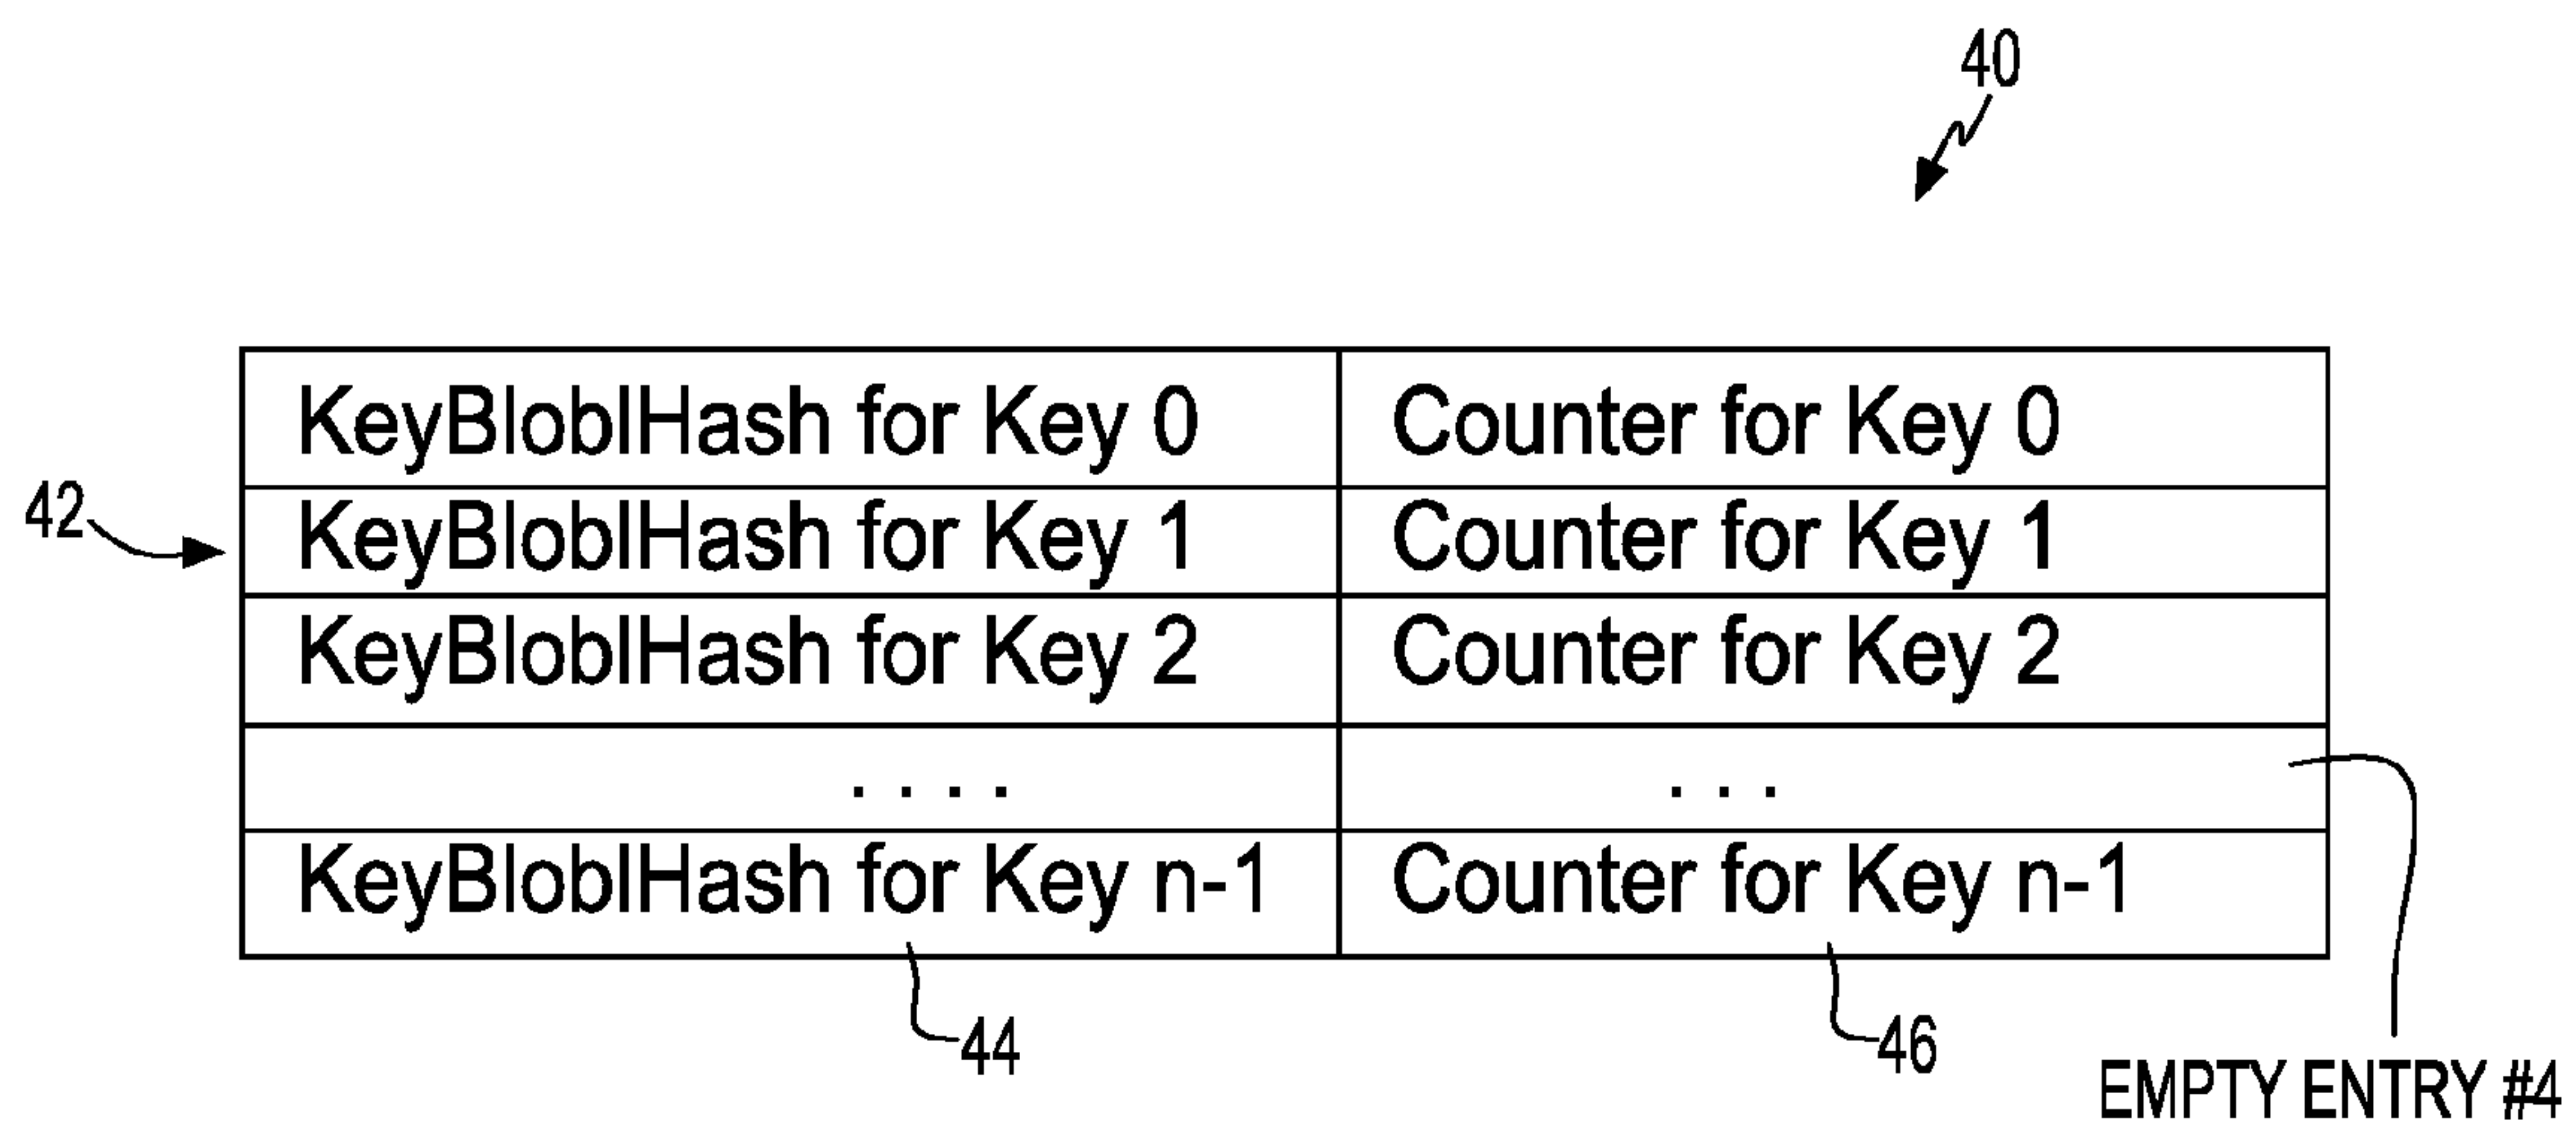 40
KeyBloblHash for Key 0 Counter for Key 0
42
KeyBloblHash for Key 1 Counter for Key 1
KeyBloblHash for Key 2 Counter for Key 2
. . . . . . .
KeyBloblHash for Key n-1 Counter for Key n-1
44 46
EMPTY ENTRY #4